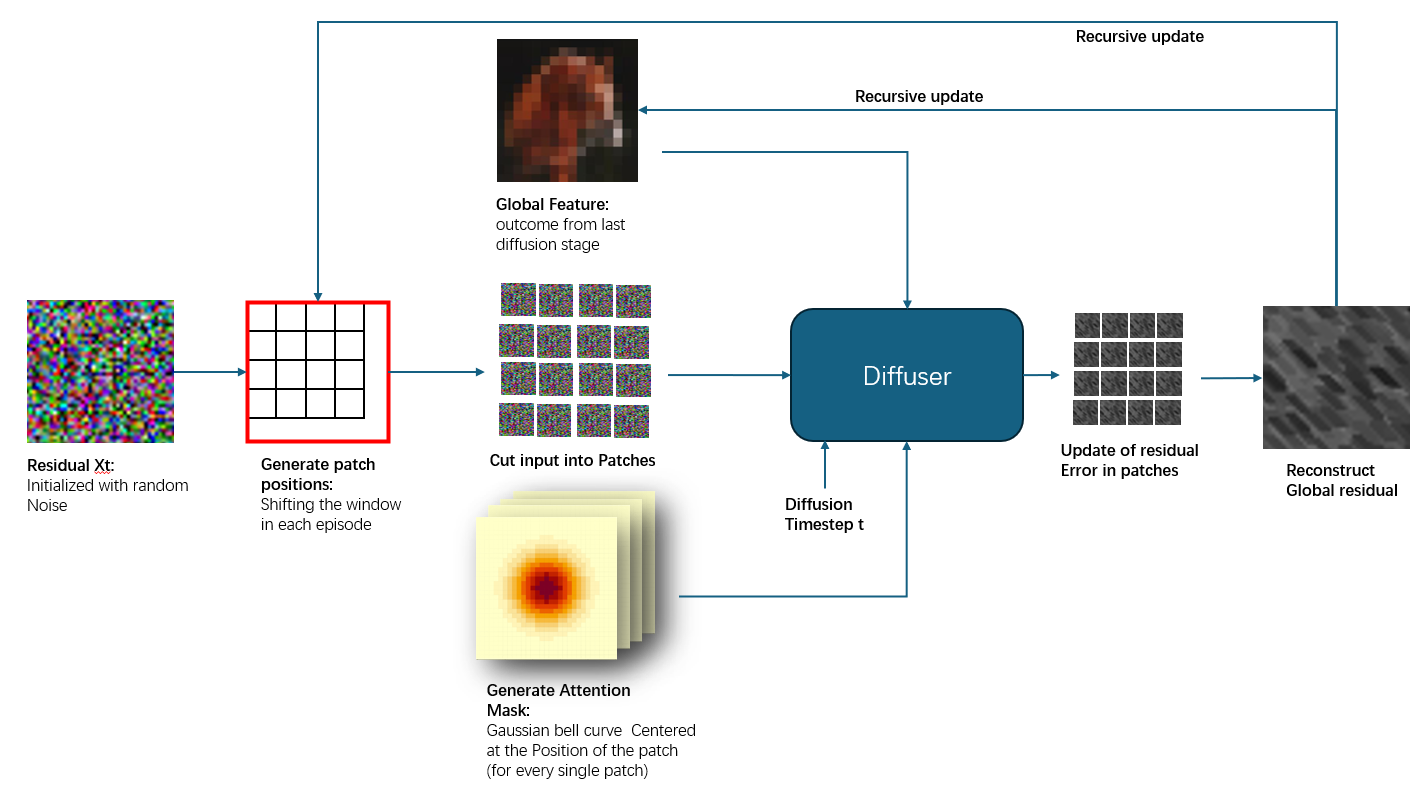 Recursive update
Recursive update
Global Feature:
outcome from last
diffusion stage
Residual Xt:
Initialized with random
Noise
Generate patch
positions:
Shifting the window
in each episode
Cut input into Patches
Diffuser
Diffusion
Timestep t
Update of residual
Error in patches
Reconstruct
Global residual
Generate Attention
Mask:
Gaussian bell curve  Centered
at the Position of the patch
(for every single patch)